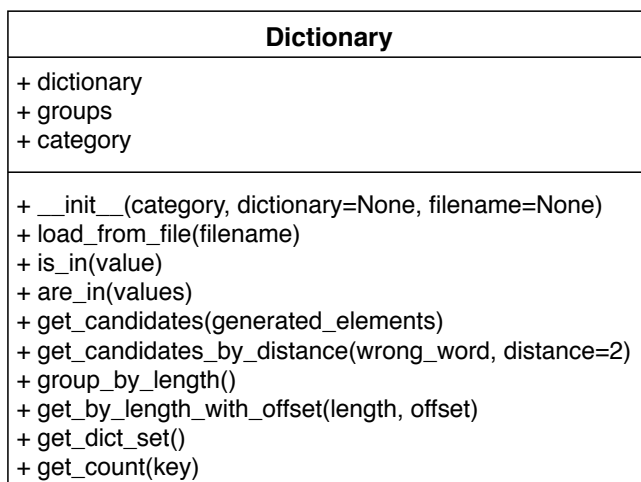 Dictionary
+ dictionary
+ groups
+ category
+ __init__(category, dictionary=None, filename=None)
+ load_from_file(filename)
+ is_in(value)
+ are_in(values)
+ get_candidates(generated_elements)
+ get_candidates_by_distance(wrong_word, distance=2)
+ group_by_length()
+ get_by_length_with_offset(length, offset)
+ get_dict_set()
+ get_count(key)